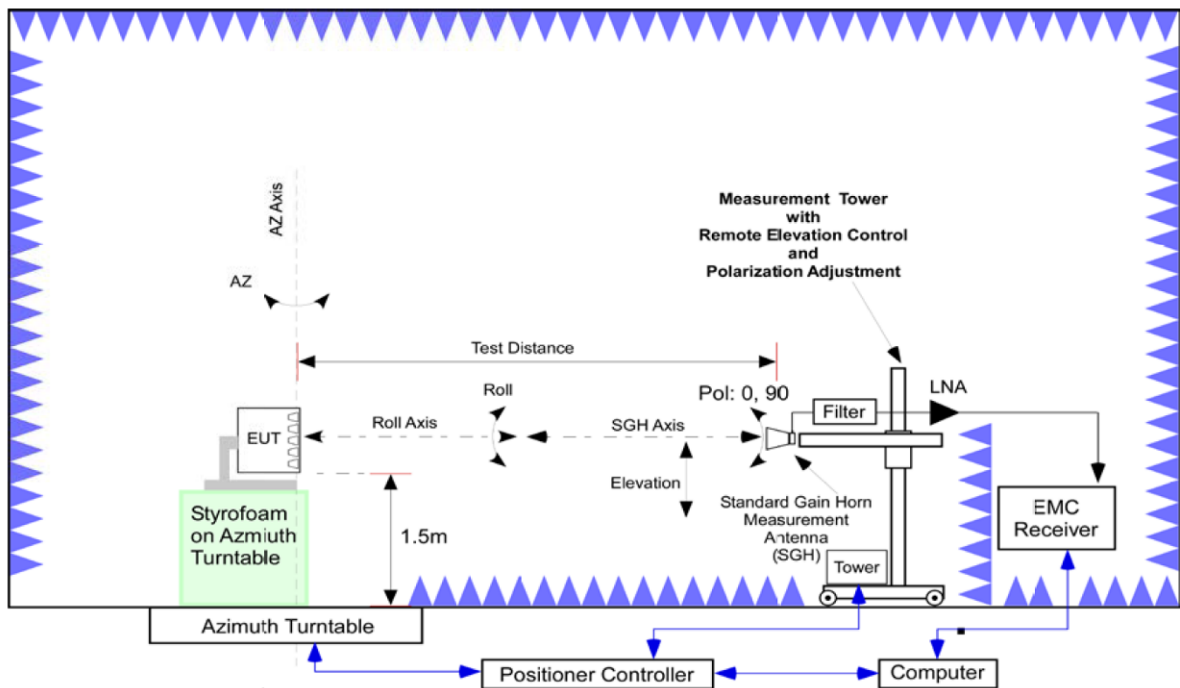 Measurement Tower
with
Remote Elevation Control
and
Polarization Adjustment
AZ Axis
AZ
Test Distance
Roll
Pol: 0, 90
LNA
Filter
EUT
Roll Axis
SGH Axis
Elevation
Standard Gain Horn
Measurement
Antenna
(SGH)
EMC
Receiver
Styrofoam
on Azmiuth
Turntable
1.5m
Tower
Azimuth Turntable
Positioner Controller
Computer